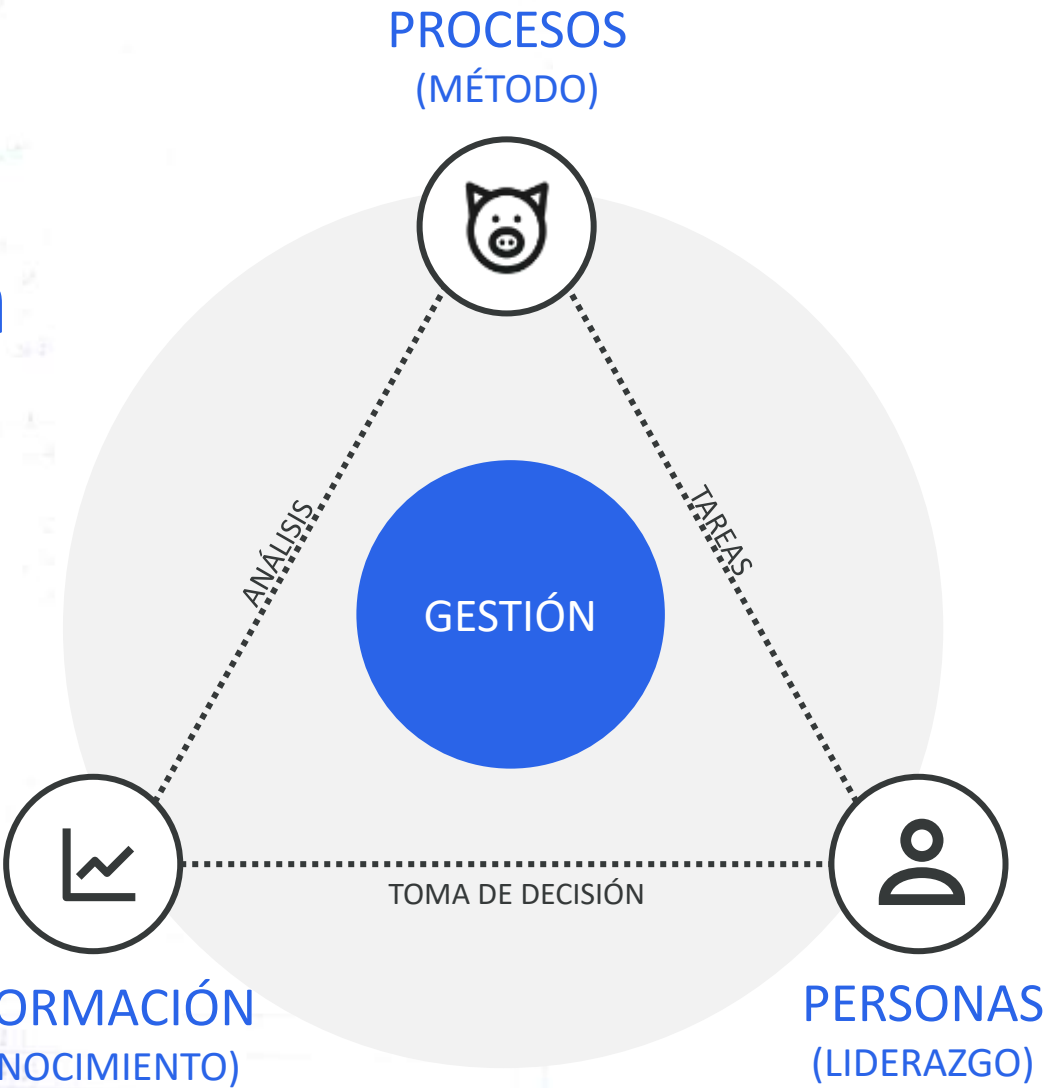 PROCESOS
(MÉTODO)
ANÁLISIS
TAREAS
GESTIÓN
TOMA DE DECISIÓN
ORMACIÓN
NOCIMIENTO)
PERSONAS
(LIDERAZGO)